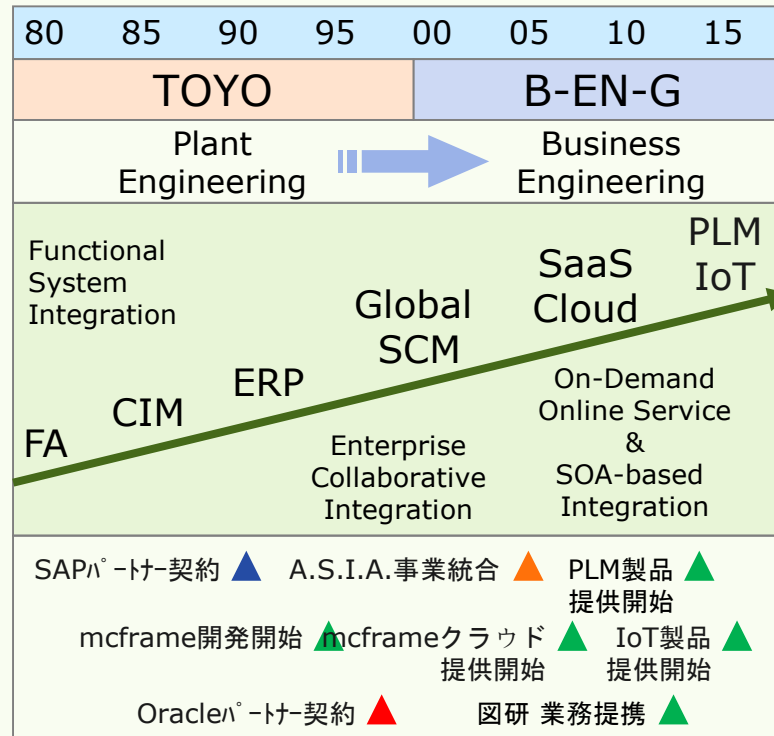 80 85 90 95 00 05 10 15
TOYO B-EN-G
Plant
Engineering
Business
Engineering
Functional
System
Integration
FA
CIM
ERP
Global
SCM
SaaS
Cloud
PLM
IoT
Enterprise
Collaborative
Integration
On-Demand
Online Service
&
SOA-based
Integration
SAPパートナー契約
A.S.I.A.事業統合
PLM製品
提供開始
mcframe開発開始
mcframeクラウド
提供開始
IoT製品
提供開始
Oracleパートナー契約
図研 業務提携